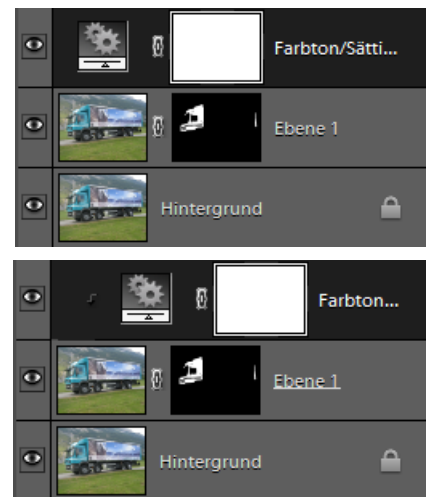 Farbton/Sätti...
Ebene 1
Hintergrund
Farbton...
Ebene 1
Hintergrund